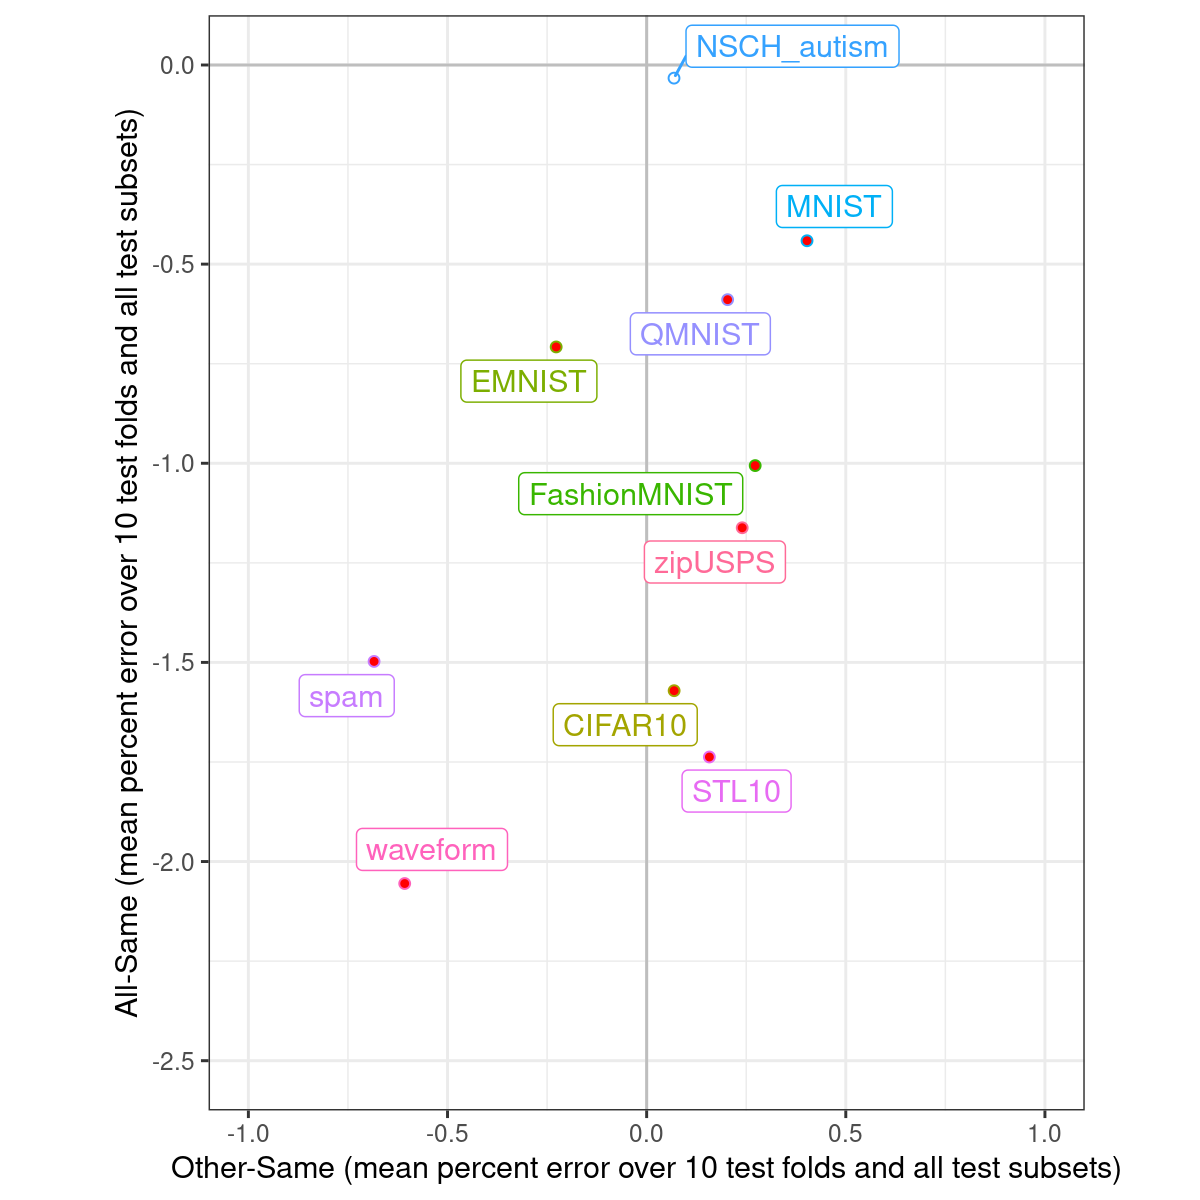 NSCH_autism
0.0
MNIST
-0.5
QMNIST
EMNIST
-1.0
FashionMNIST
zipUSPS
-1.5
spam
CIFAR10
STL10
waveform
-2.0
-2.5
All-Same (mean percent error over 10 test folds and all test subsets)
-1.0 -0.5 0.0 0.5 1.0
Other-Same (mean percent error over 10 test folds and all test subsets)